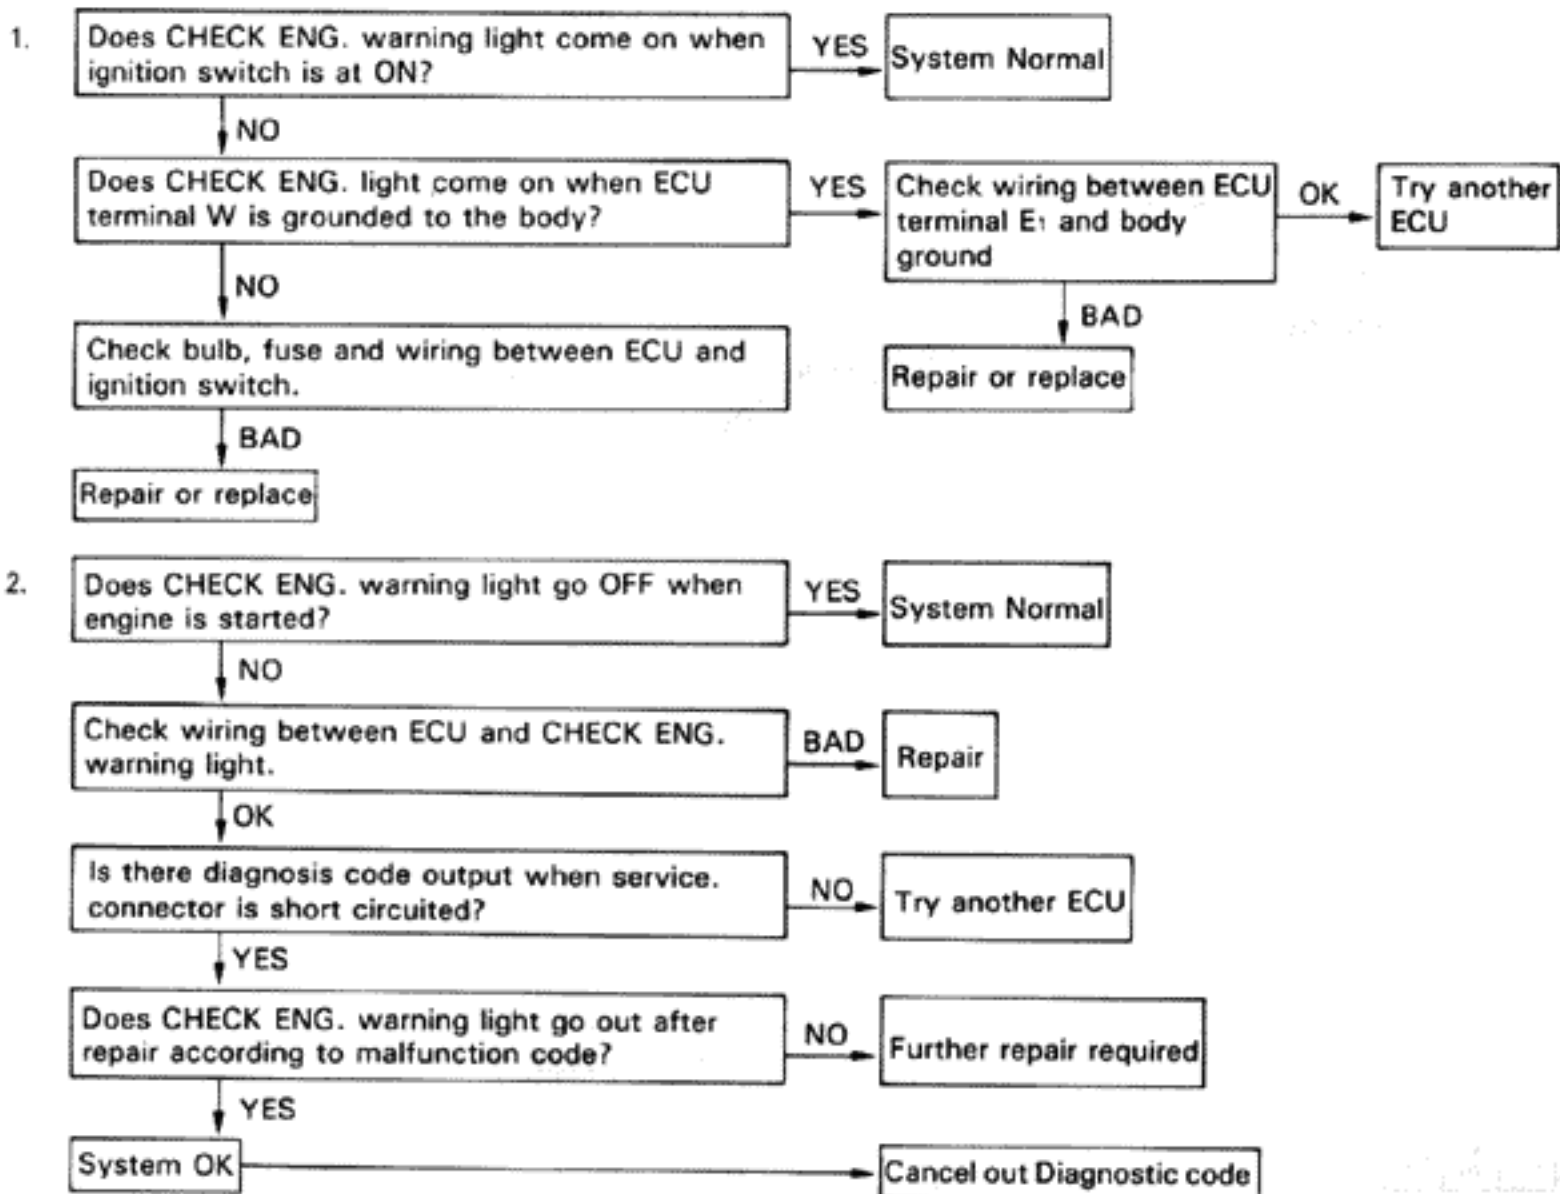 1.
Does CHECK ENG. warning light come on when
ignition switch is at ON?
YES
System Normal
NO
Does CHECK ENG. light come on when ECU
terminal W is grounded to the body?
YES
Check wiring between ECU
terminal E1 and body
ground
OK
Try another
ECU
NO
BAD
Check bulb, fuse and wiring between ECU and
ignition switch.
Repair or replace
BAD
Repair or replace
2.
Does CHECK ENG. warning light go OFF when
engine is started?
YES
System Normal
NO
Check wiring between ECU and CHECK ENG.
warning light.
BAD
Repair
OK
Is there diagnosis code output when service.
connector is short circuited?
NO
Try another ECU
YES
Does CHECK ENG. warning light go out after
repair according to malfunction code?
NO
Further repair required
YES
System OK
Cancel out Diagnostic code